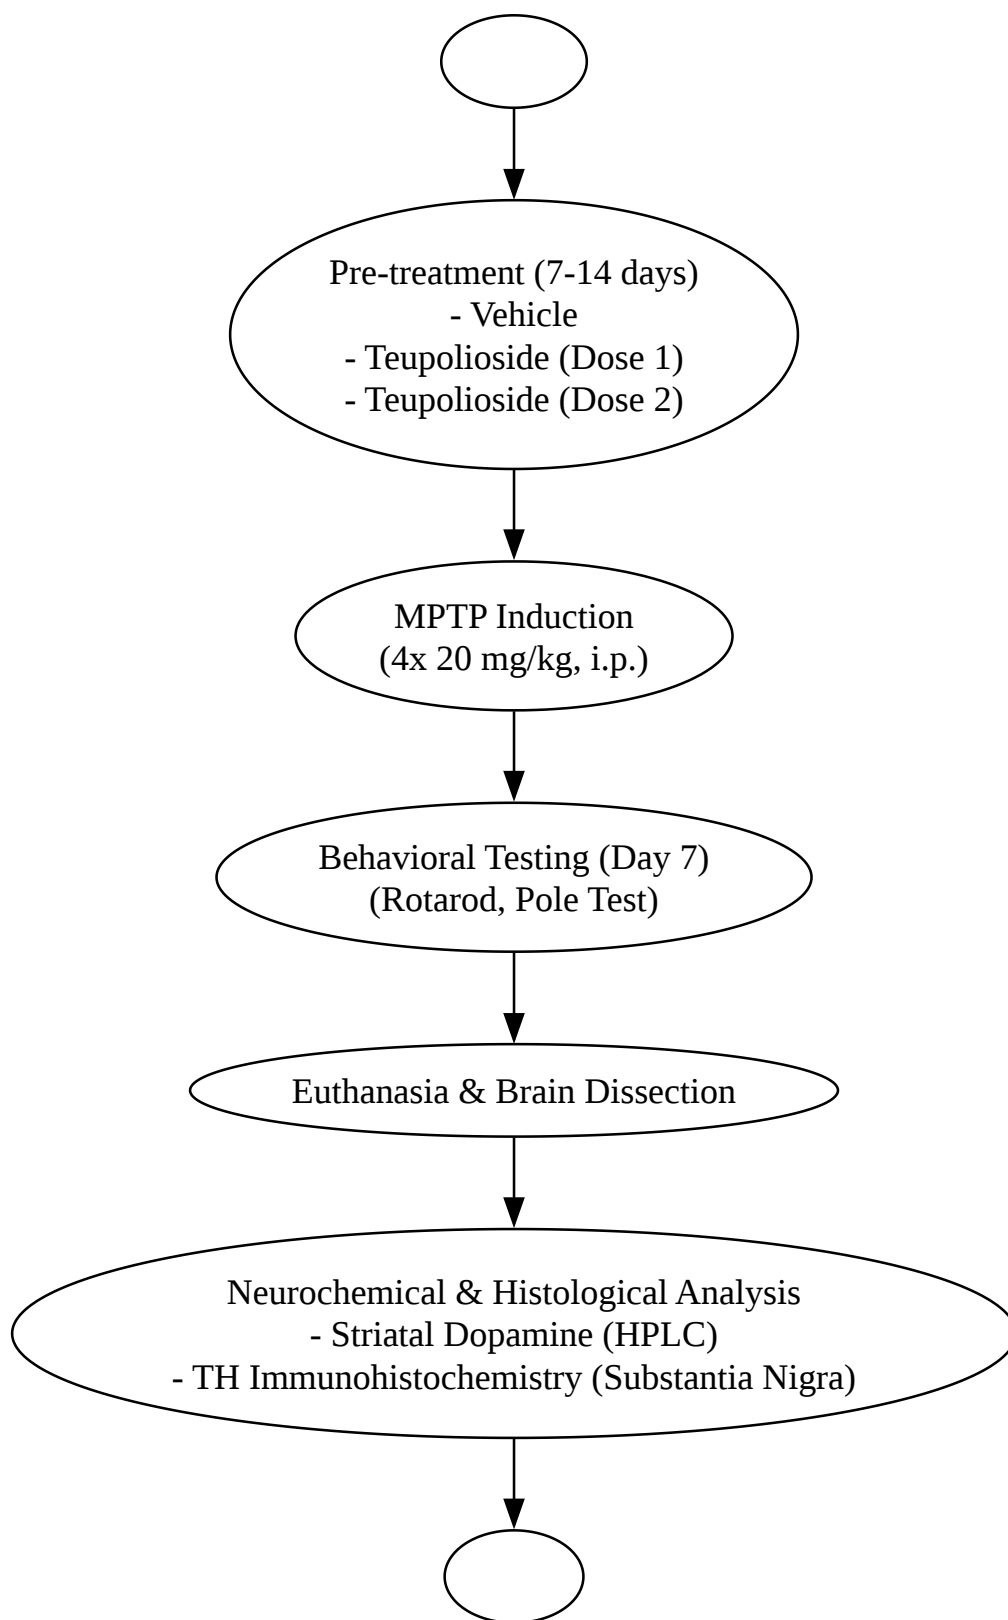 Pre-treatment (7-14 days)
- Vehicle
- Teupolioside (Dose 1)
- Teupolioside (Dose 2)
MPTP Induction
(4x 20 mg/kg, i.p.)
Behavioral Testing (Day 7)
(Rotarod, Pole Test)
Euthanasia & Brain Dissection
Neurochemical & Histological Analysis
- Striatal Dopamine (HPLC)
- TH Immunohistochemistry (Substantia Nigra)